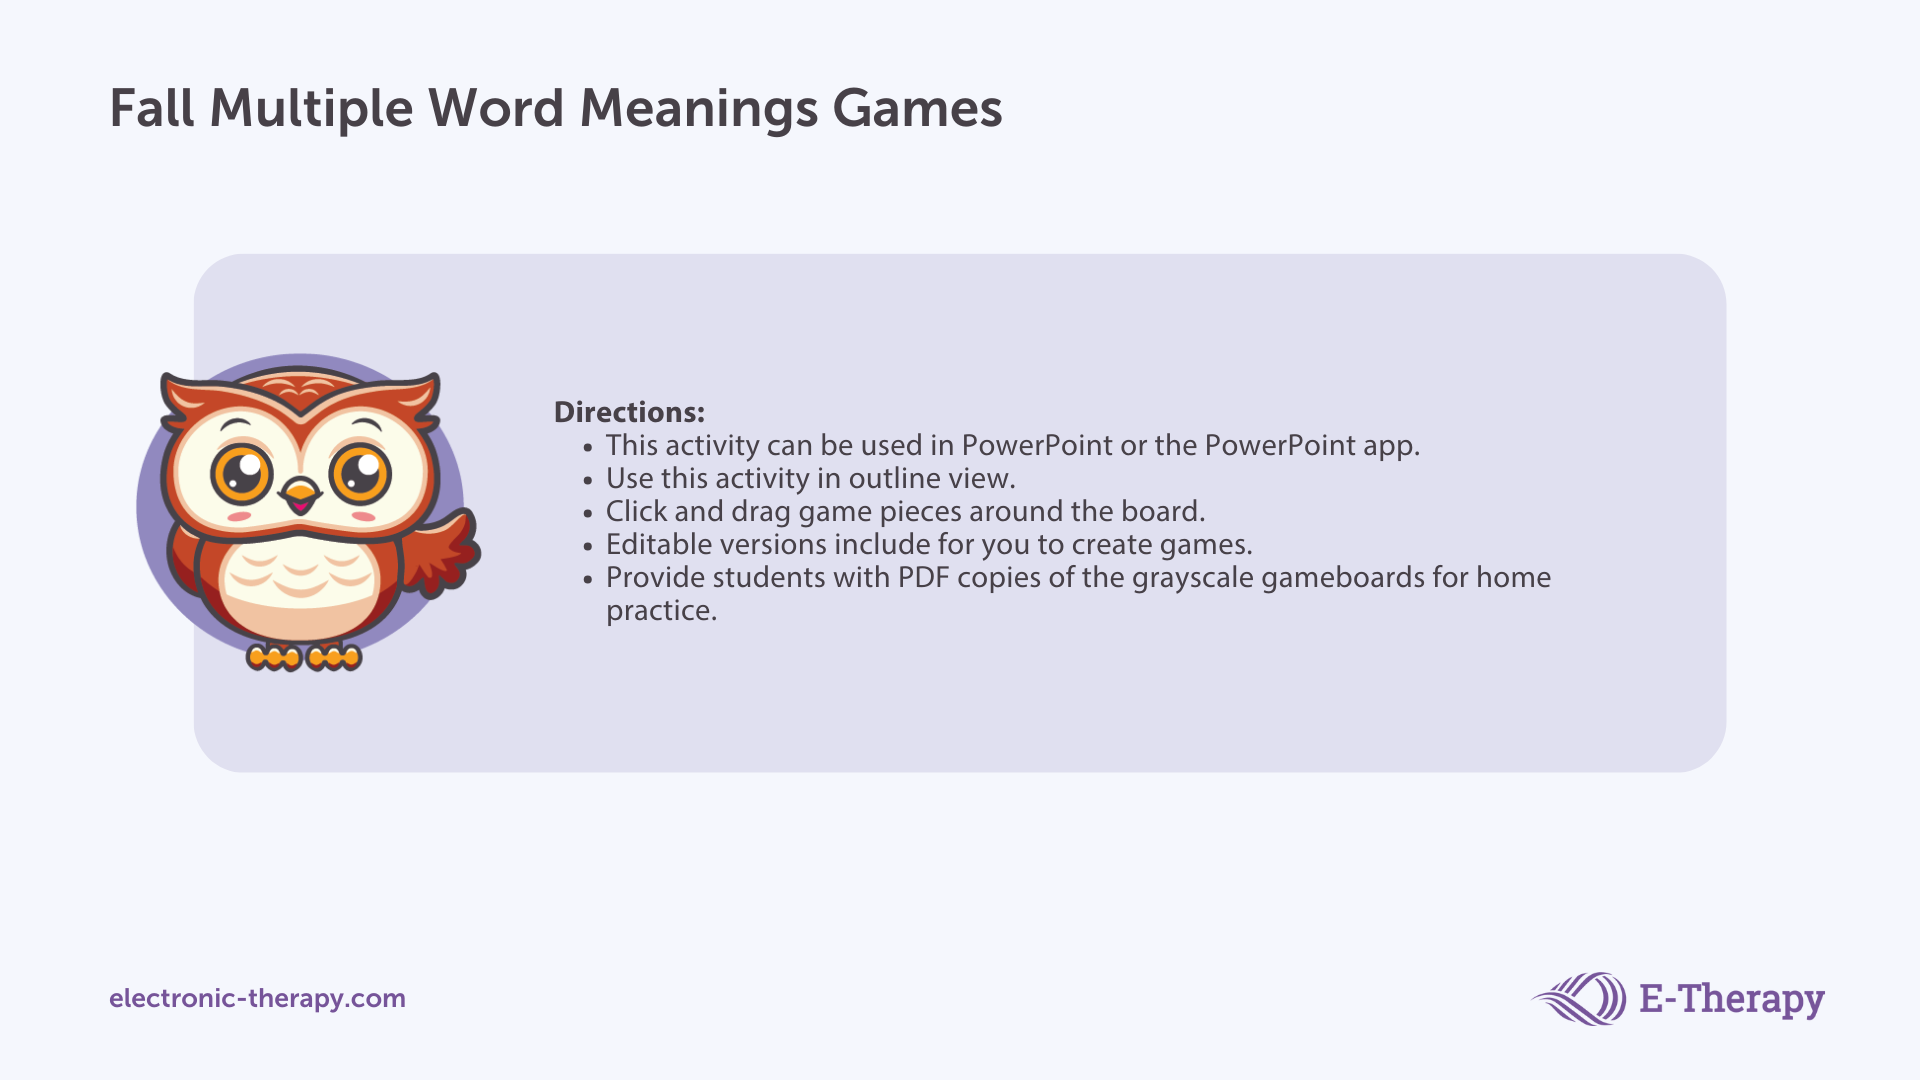 Fall Multiple Word Meanings Games
Directions:
• This activity can be used in PowerPoint or the PowerPoint app.
• Use this activity in outline view.
• Click and drag game pieces around the board.
• Editable versions include for you to create games.
• Provide students with PDF copies of the grayscale gameboards for home
practice.
electronic-therapy.com
E-Therapy